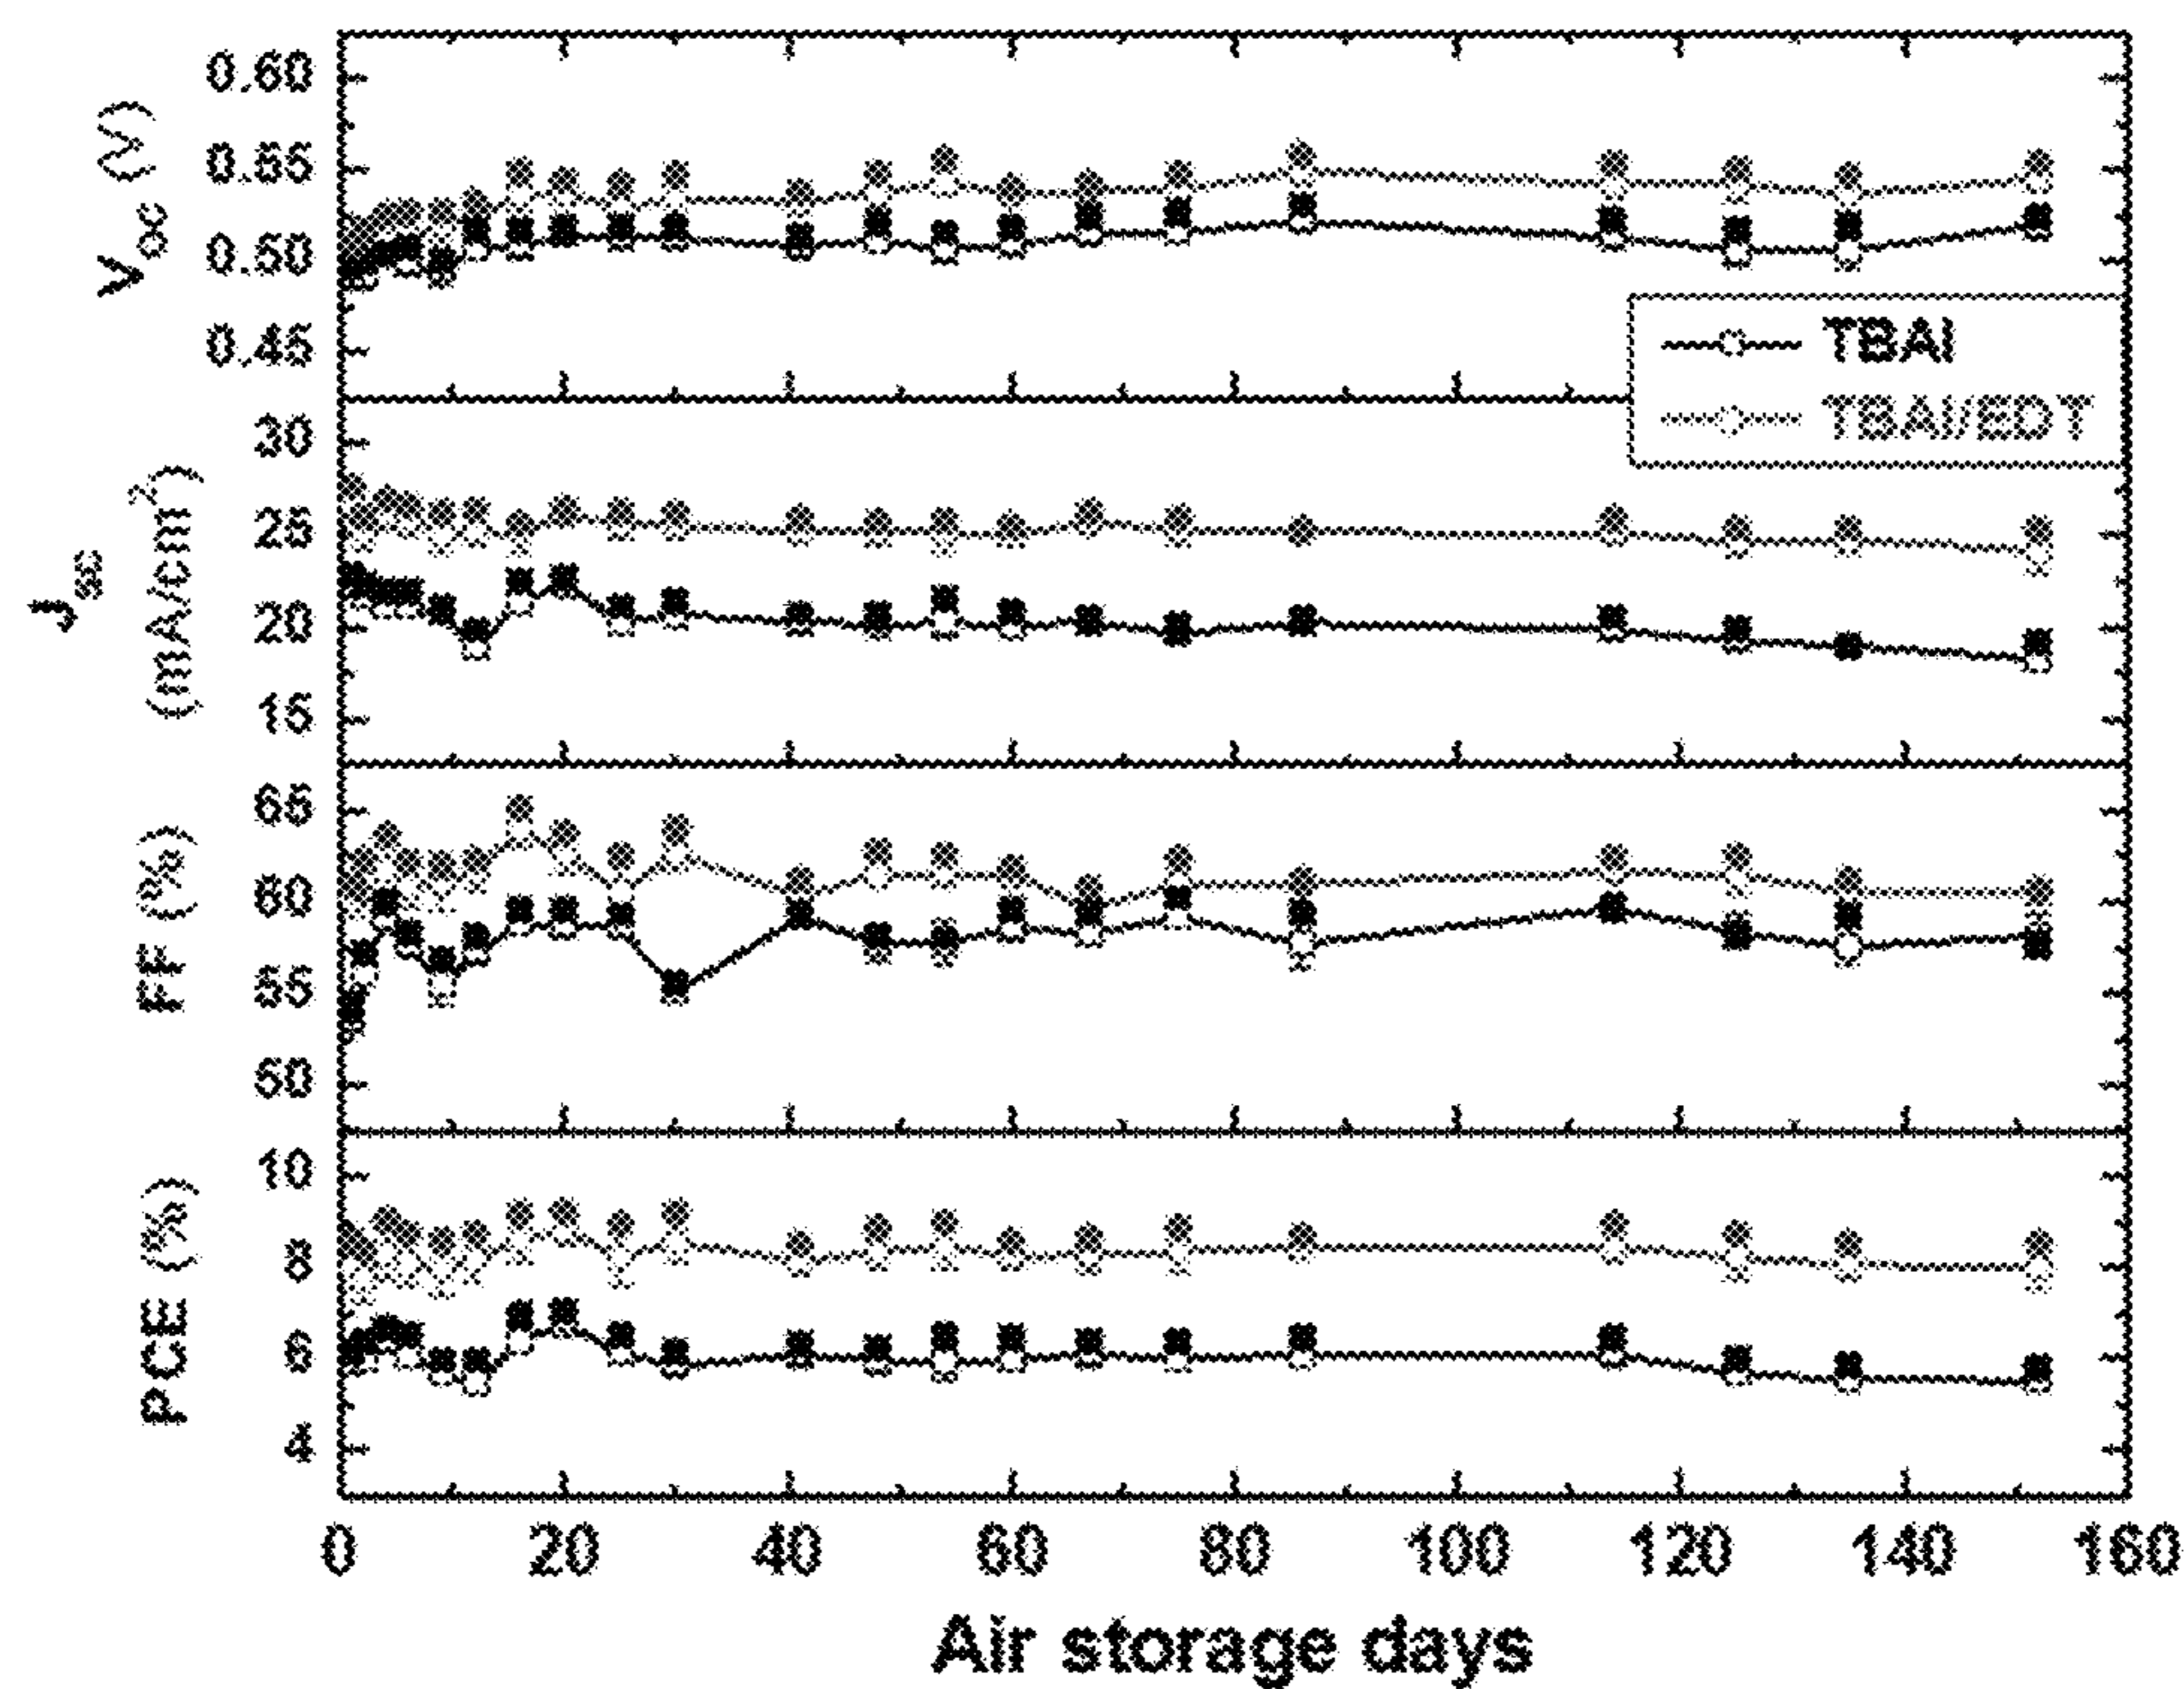 0.60
0.55
0.50
0.45
Voc (V)
TBAI
TBAI/EDT
30
25
20
15
Jsc
(mA/cm²)
65
60
55
50
FF (%)
10
8
6
4
PCE (%)
0 20 40 60 80 100 120 140 160
Air storage days